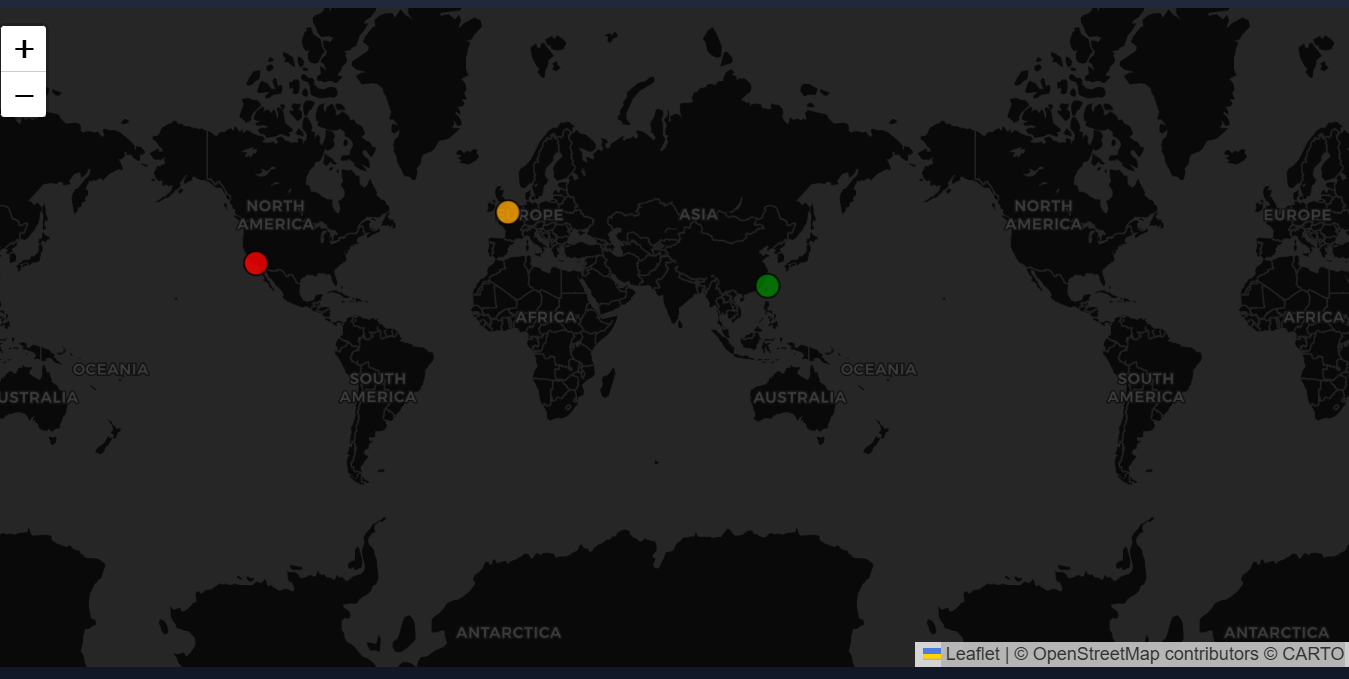 +
−
NORTH
AMERICA
EUROPE
ASIA
NORTH
AMERICA
EUROPE
AFRICA
AFRICA
OCEANIA
SOUTH
AMERICA
OCEANIA
SOUTH
AMERICA
USTRALIA
AUSTRALIA
ANTARCTICA
ANTARCTICA
Leaflet | © OpenStreetMap contributors © CARTO